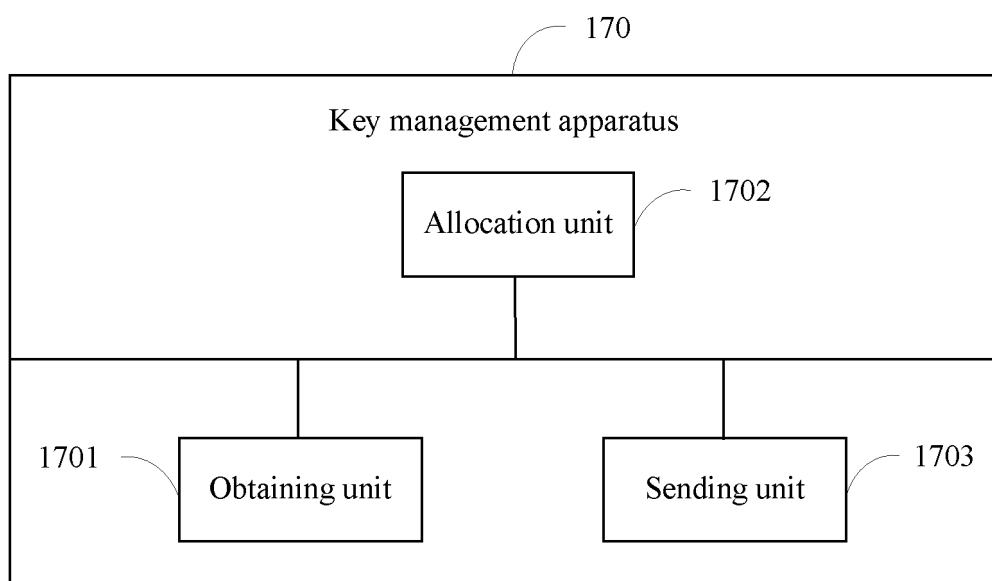 170
Key management apparatus
1702
Allocation unit
1701
Obtaining unit
1703
Sending unit